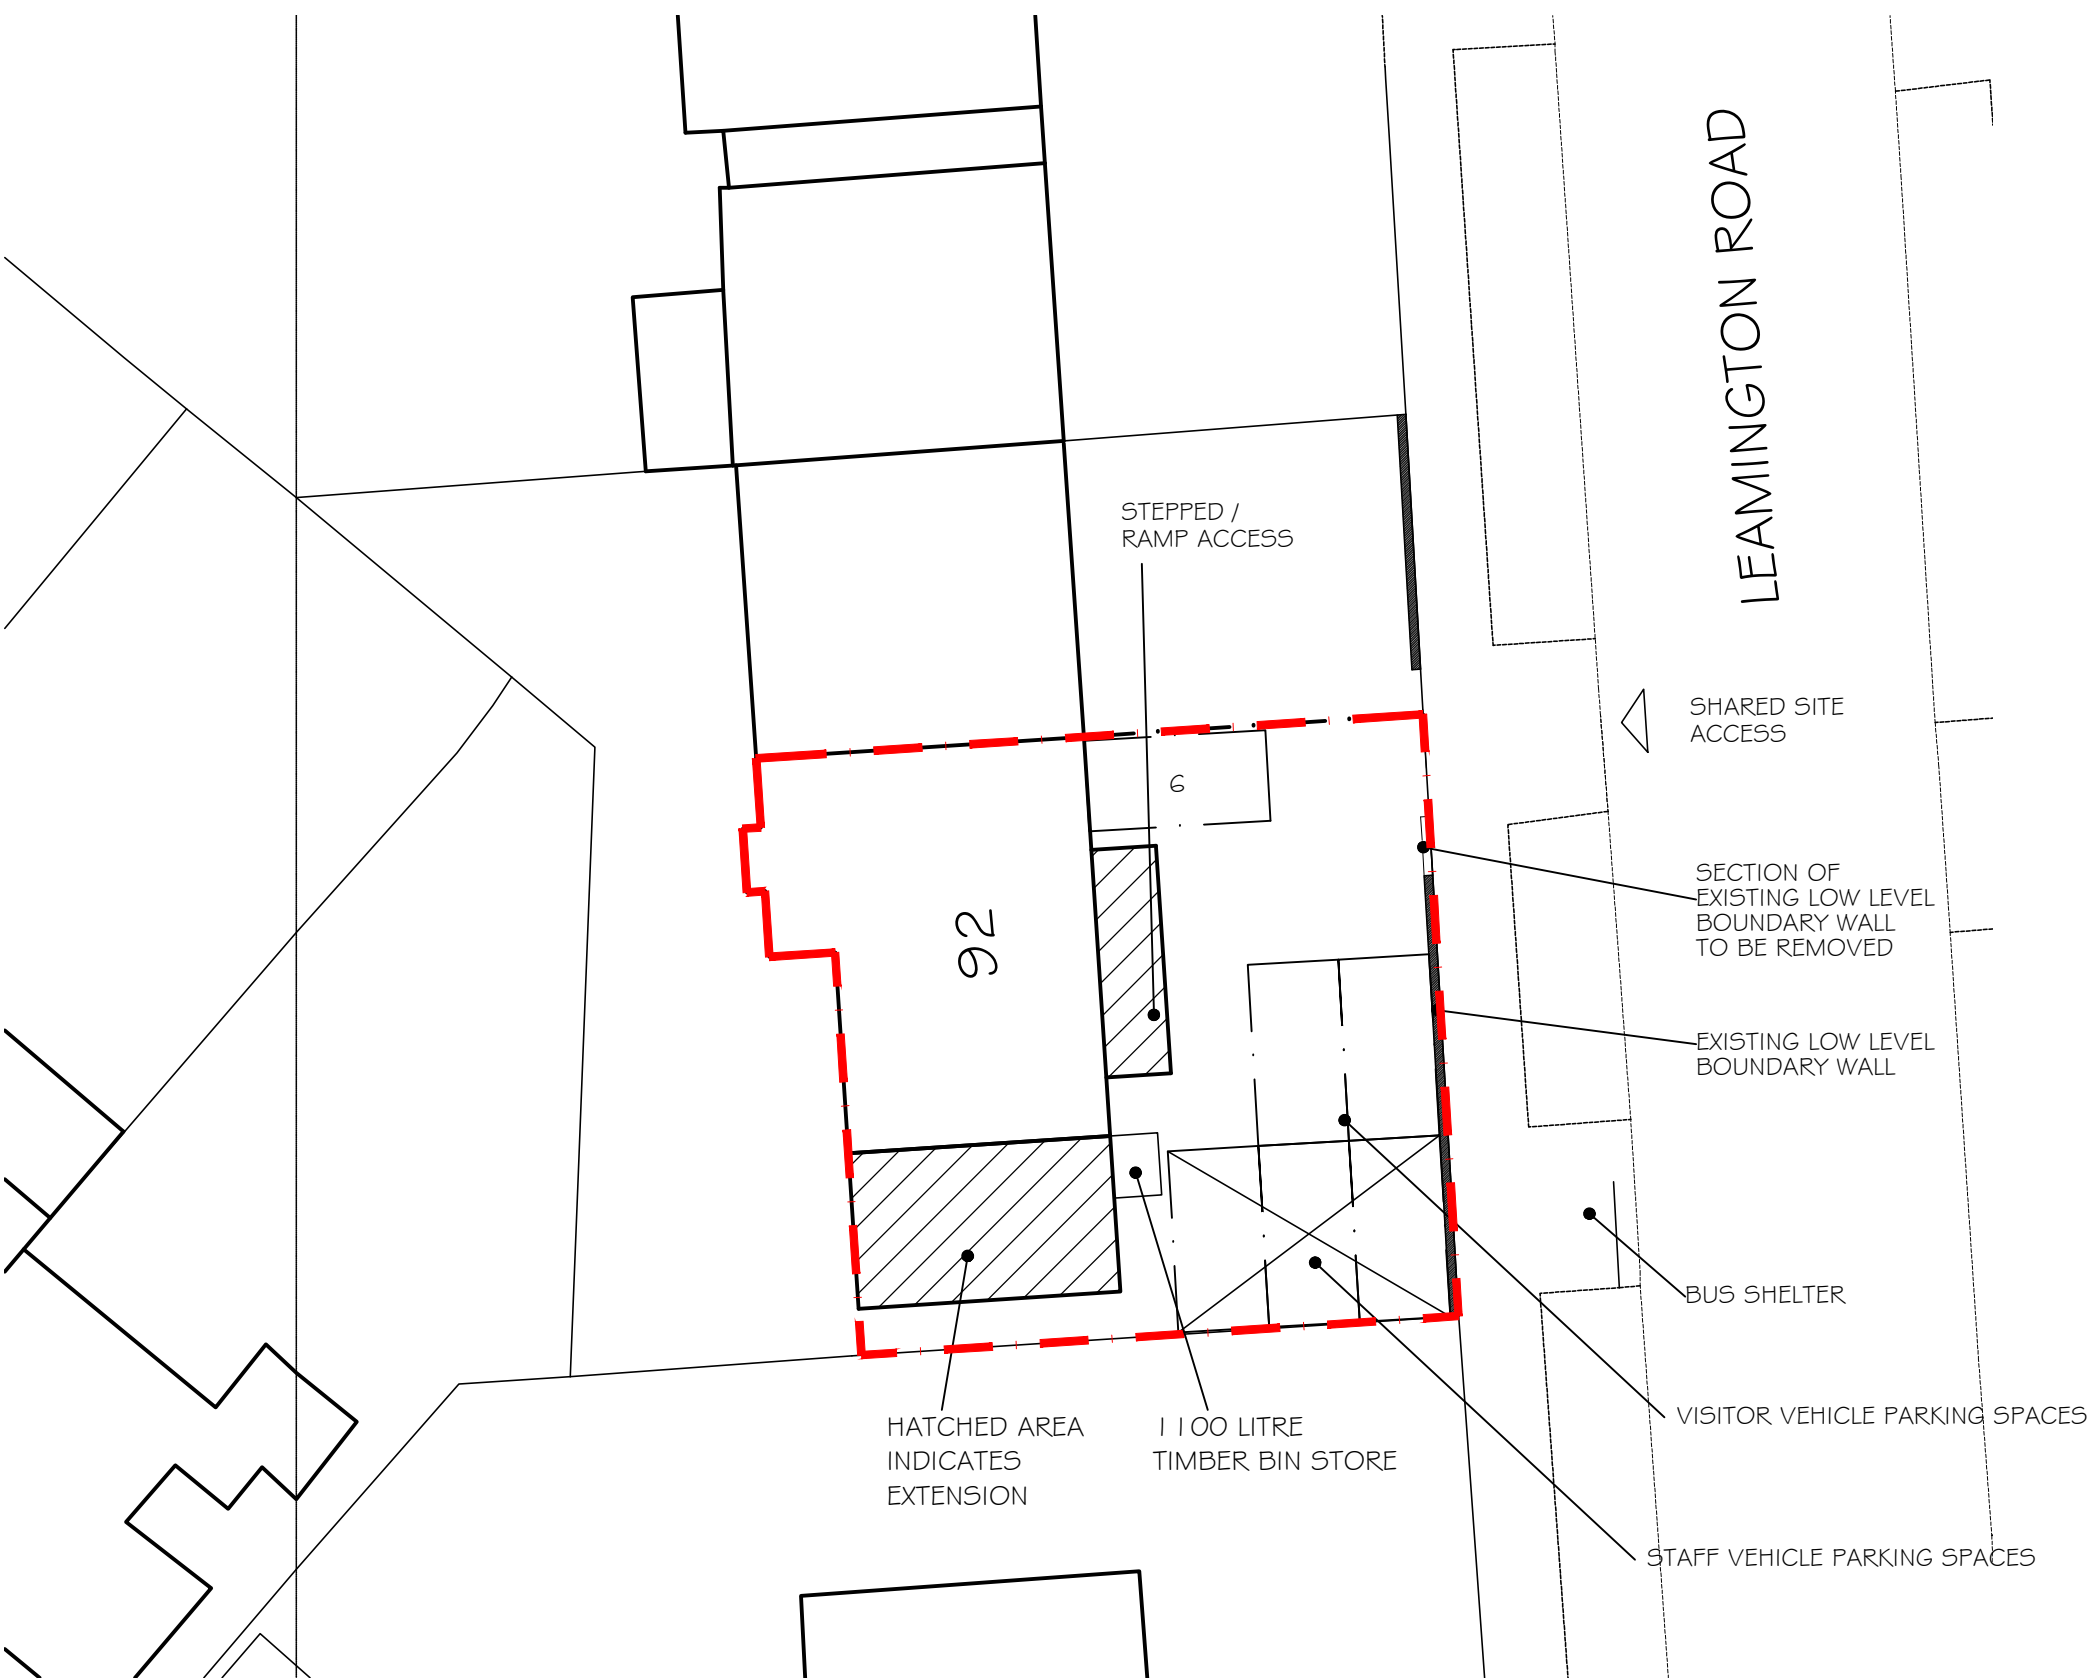 LEAMINGTON ROAD
STEPPED /
RAMP ACCESS
SHARED SITE
ACCESS
6
SECTION OF
EXISTING LOW LEVEL
BOUNDARY WALL
TO BE REMOVED
92
EXISTING LOW LEVEL
BOUNDARY WALL
BUS SHELTER
VISITOR VEHICLE PARKING SPACES
HATCHED AREA
INDICATES
EXTENSION
1100 LITRE
TIMBER BIN STORE
STAFF VEHICLE PARKING SPACES